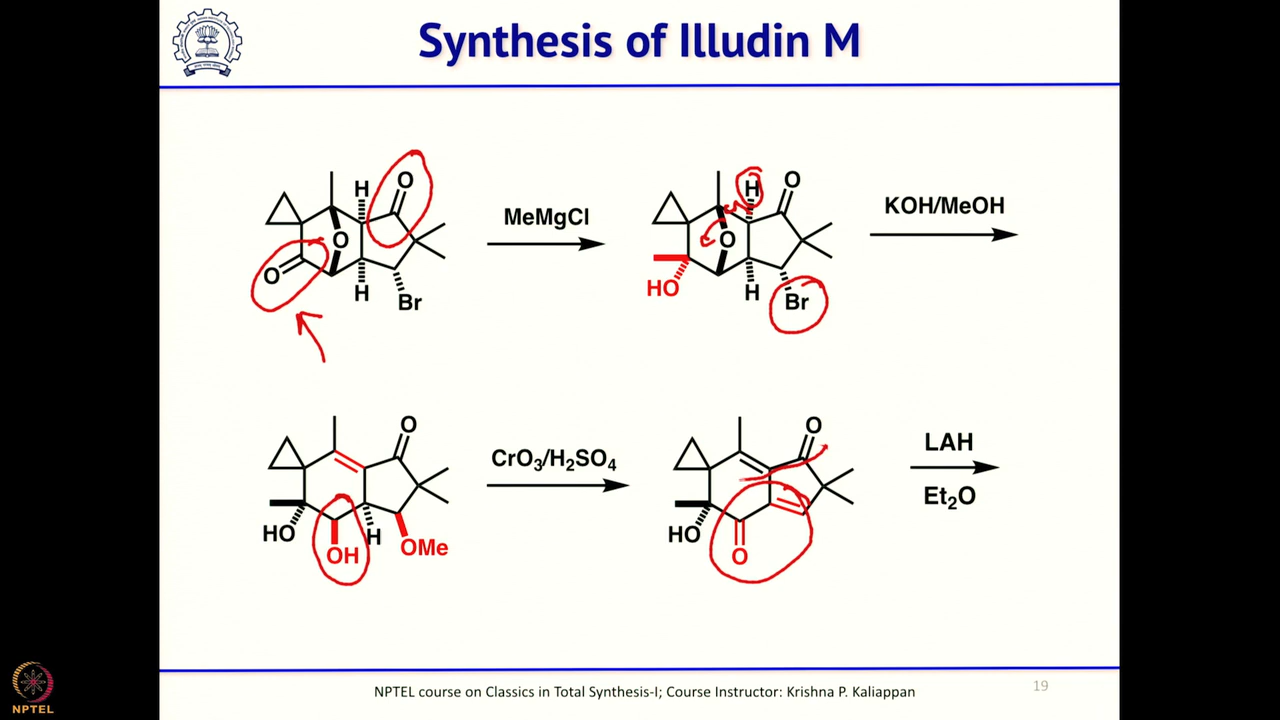 Synthesis of Illudin M
H
O
O
O
H
Br
MeMgCl
H
O
O
HO
H
Br
KOH/MeOH
O
HO
OH
H
OMe
CrO₃/H₂SO₄
O
HO
O
LAH
Et₂O
NPTEL
NPTEL course on Classics in Total Synthesis-I; Course Instructor: Krishna P. Kaliappan
19